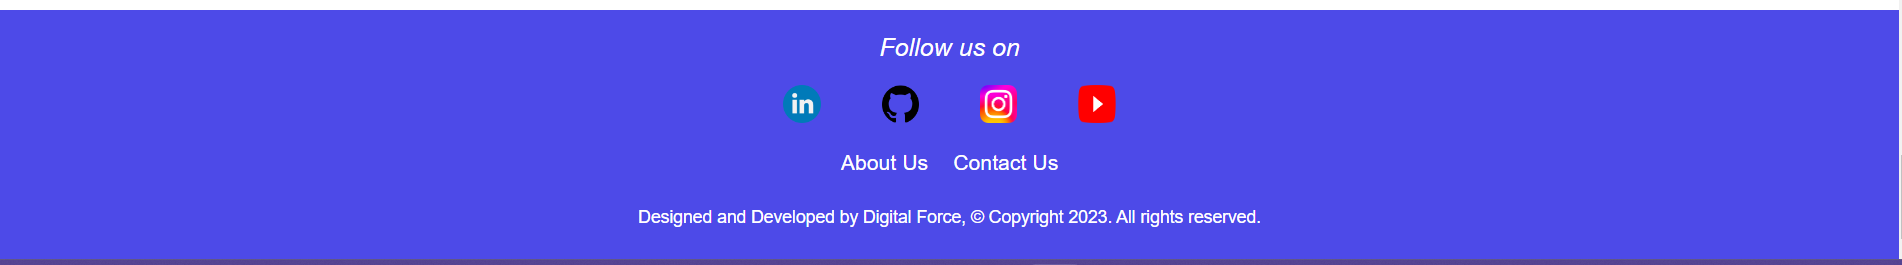 Follow us on
in
About Us Contact Us
Designed and Developed by Digital Force, © Copyright 2023. All rights reserved.